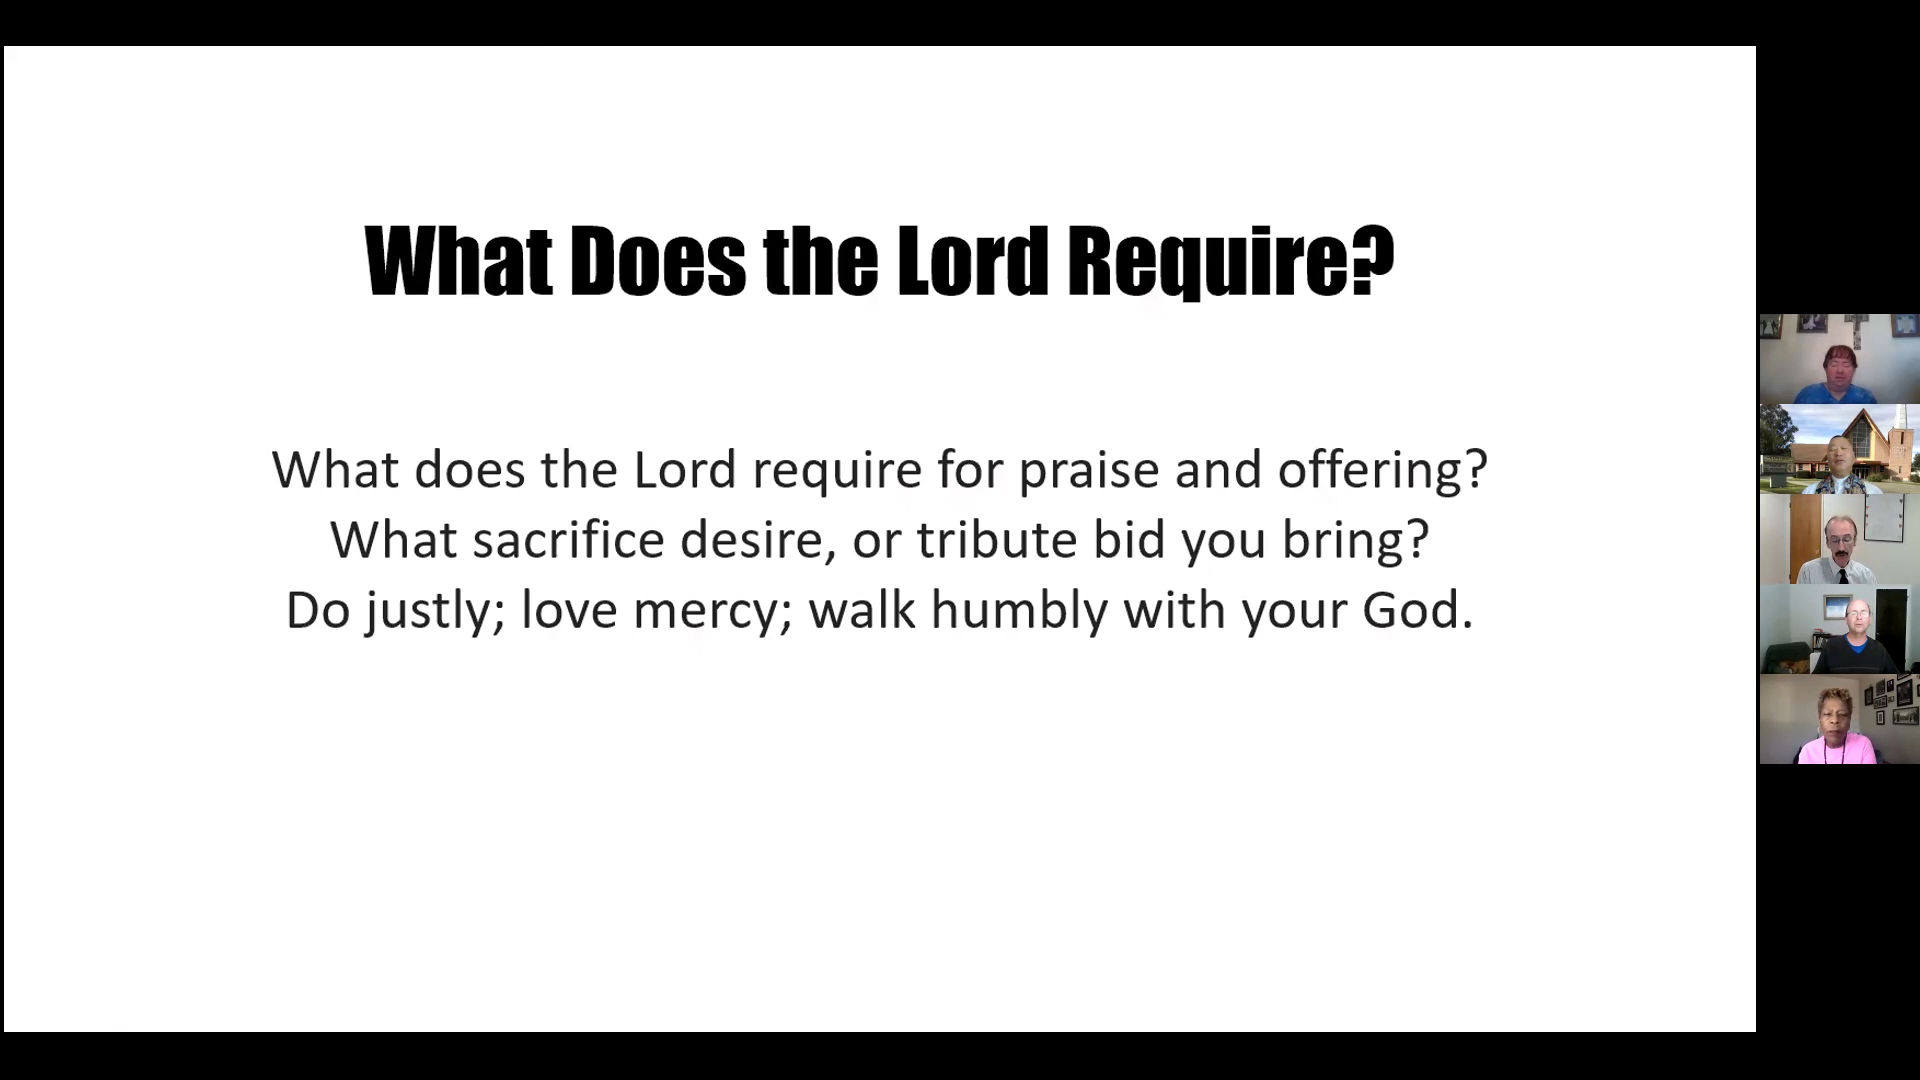 What Does the Lord Require?
What does the Lord require for praise and offering?
What sacrifice desire, or tribute bid you bring?
Do justly; love mercy; walk humbly with your God.